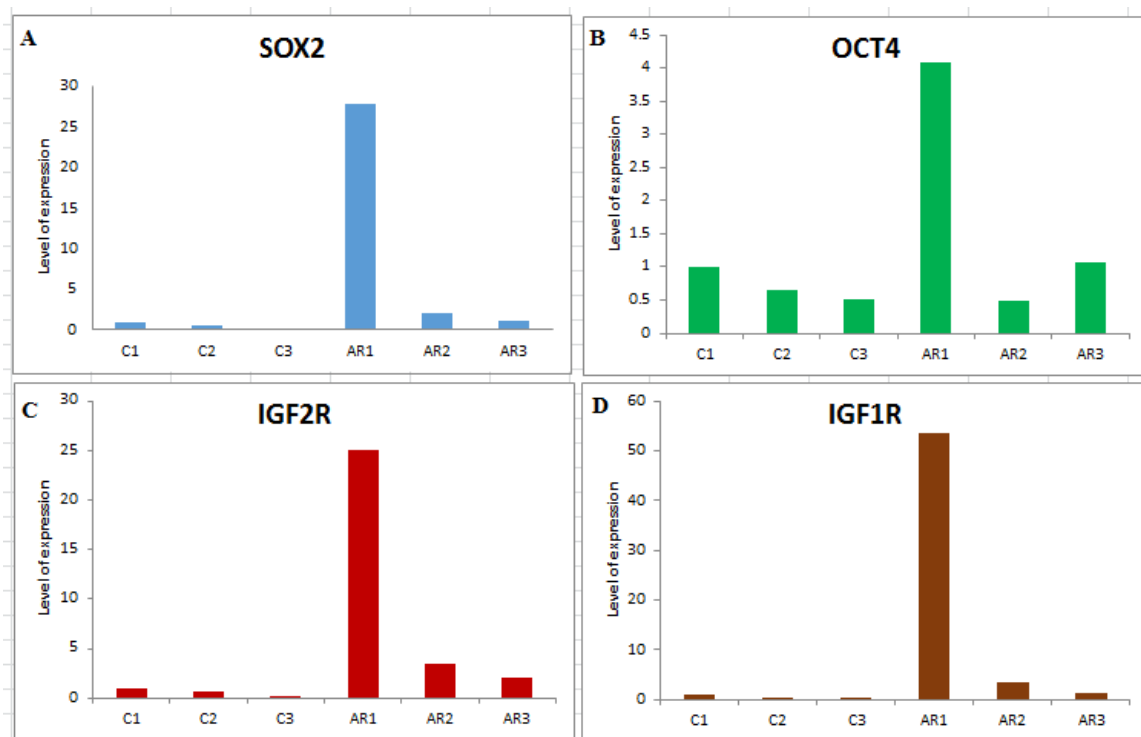 A
SOX2
Level of expression
30
25
20
15
10
5
0
C1 C2 C3 AR1 AR2 AR3
B
OCT4
Level of expression
4.5
4
3.5
3
2.5
2
1.5
1
0.5
0
C1 C2 C3 AR1 AR2 AR3
C
IGF2R
Level of expression
30
25
20
15
10
5
0
C1 C2 C3 AR1 AR2 AR3
D
IGF1R
Level of expression
60
50
40
30
20
10
0
C1 C2 C3 AR1 AR2 AR3